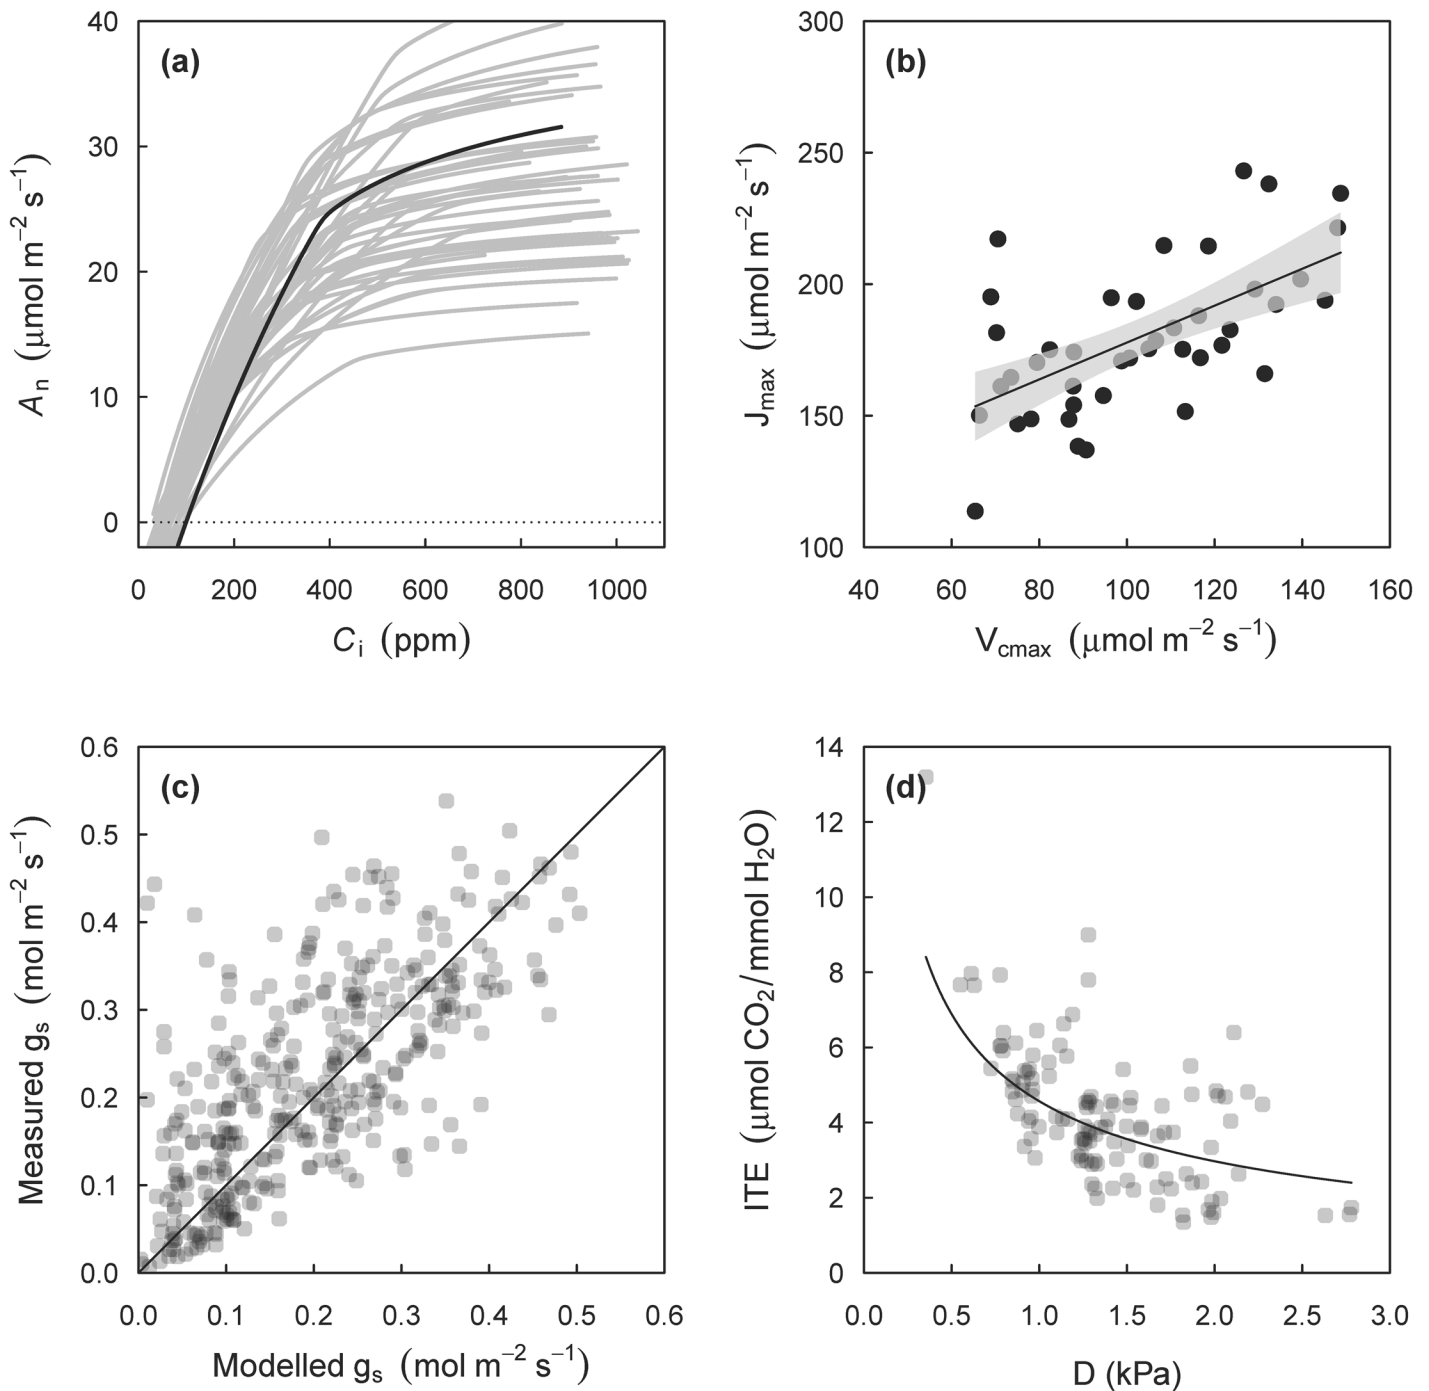 (a)
40
30
20
10
0
An (μmol m−2 s−1)
0 200 400 600 800 1000
Ci (ppm)
(b)
300
250
200
150
100
Jmax (μmol m−2 s−1)
40 60 80 100 120 140 160
Vcmax (μmol m−2 s−1)
(c)
0.6
0.5
0.4
0.3
0.2
0.1
0.0
Measured gs (mol m−2 s−1)
0.0 0.1 0.2 0.3 0.4 0.5 0.6
Modelled gs (mol m−2 s−1)
(d)
14
12
10
8
6
4
2
0
ITE (μmol CO2/mmol H2O)
0.0 0.5 1.0 1.5 2.0 2.5 3.0
D (kPa)